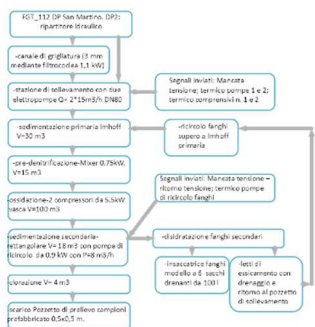 FGT_112 DP San Martino. DP2:
ripartitore idraulico
-canale di grigliatura (3 mm
mediante filtrococlea 1,1 kW)
-stazione di sollevamento con due
elettropompe Q= 2*15m3/h DN80
Segnali inviati: Mancata
tensione; termico pompe 1 e 2;
termico compressivi n. 1 e 2
-sedimentazione primaria Imhoff
V=30 m3
-ricircolo fanghi
supero a Imhoff
primaria
-pre-denitrificazione-Mixer 0,75kW,
V=15 m3
Segnali inviati: Mancata tensione –
ritorno tensione; termico pompe
di ricircolo fanghi
-ossidazione-2 compressori da 5,5kW
vasca V=100 m3
-sedimentazione secondaria-
rettangolare V= 18 m3 con pompa di
ricircolo da 0,9 kW con P=8 m3/h
-disidratazione fanghi secondari
-insaccatrice fanghi
modello a 6 sacchi
drenanti da 100 l
-letti di
essiccamento con
drenaggio e
ritorno al pozzetto
di sollevamento
-clorazione V= 4 m3
-scarico Pozzetto di prelievo campioni
prefabbricato 0,5x0,5 m.